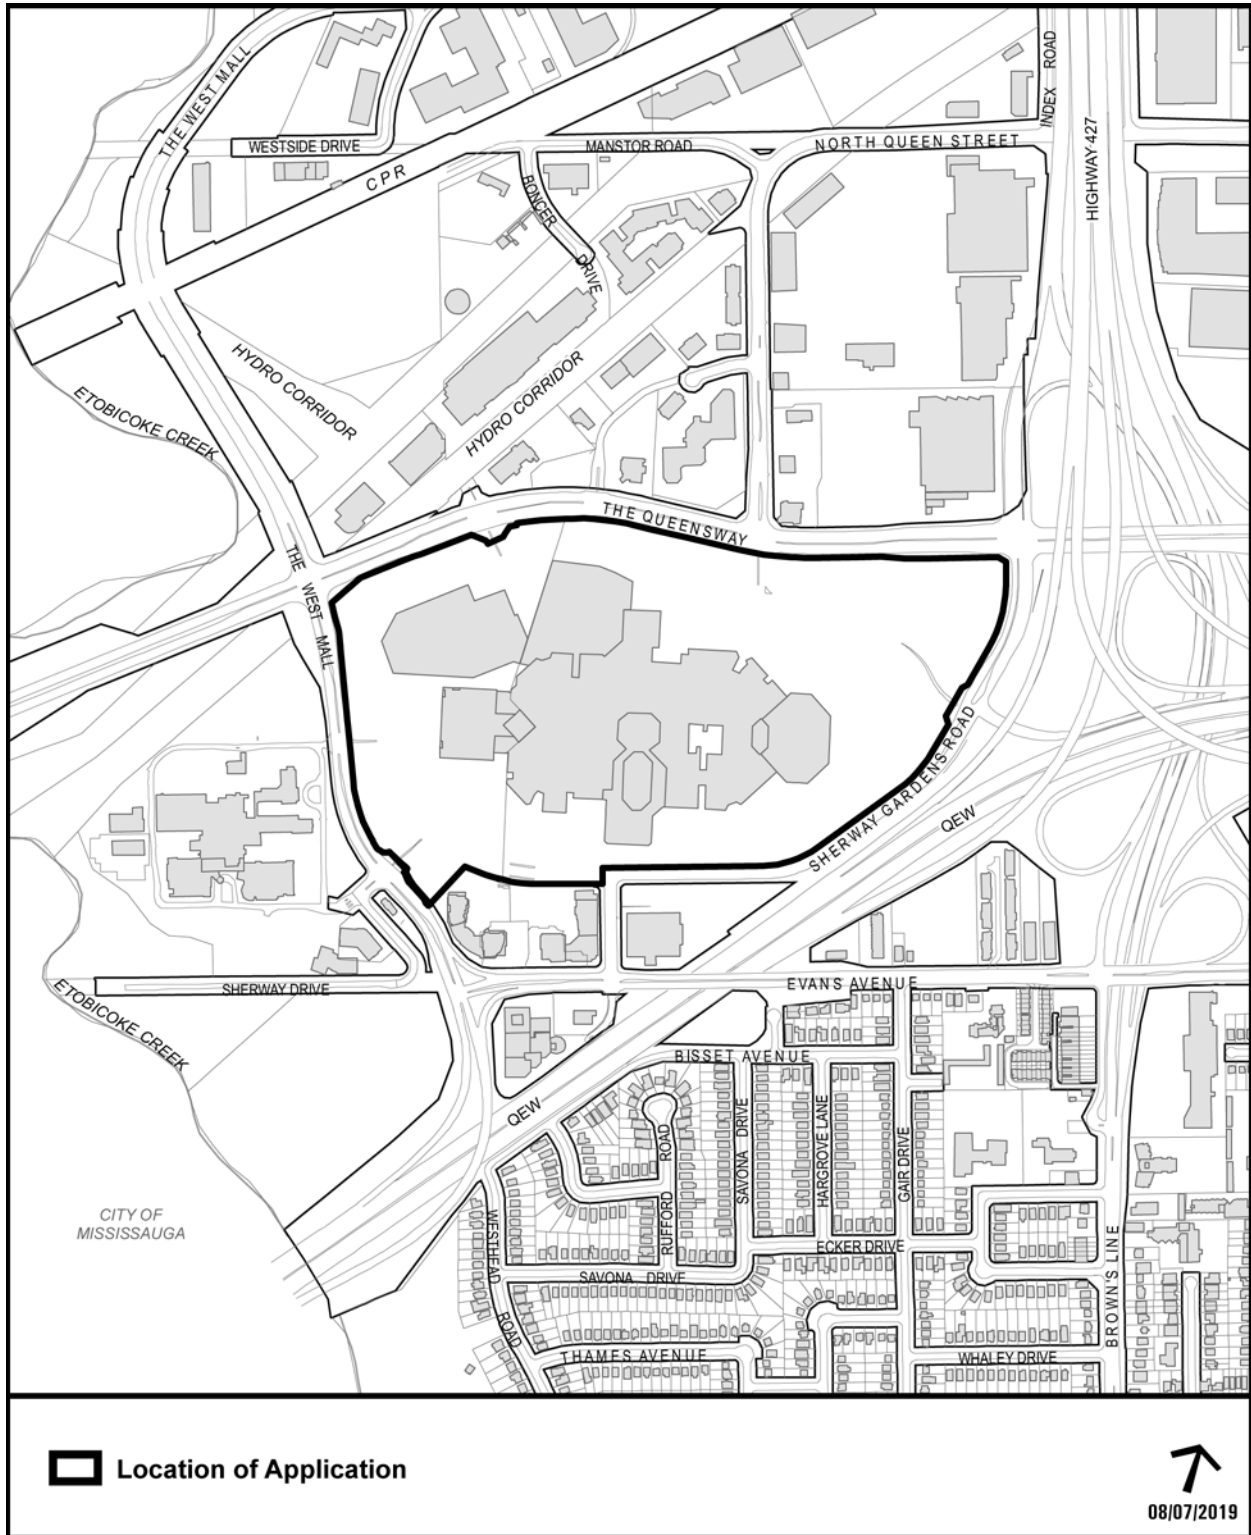 THE WEST MALL
WESTSIDE DRIVE
CPR
MANSTOR ROAD
NORTH QUEEN STREET
INDEX ROAD
HIGHWAY 427
BONCER
DRIVE
HYDRO CORRIDOR
HYDRO CORRIDOR
ETOBICOKE CREEK
THE QUEENSWAY
THE WEST MALL
SHERWAY GARDENS ROAD
QEW
SHERWAY DRIVE
EVANS AVENUE
ETOBICOKE CREEK
BISSET AVENUE
QEW
RUFFORD ROAD
SAVONA DRIVE
HARGROVE LANE
GAIR DRIVE
CITY OF
MISSISSAUGA
WESTHEAD ROAD
ECKER DRIVE
SAVONA DRIVE
BROWN'S LINE
THAMES AVENUE
WHALEY DRIVE
Location of Application
08/07/2019